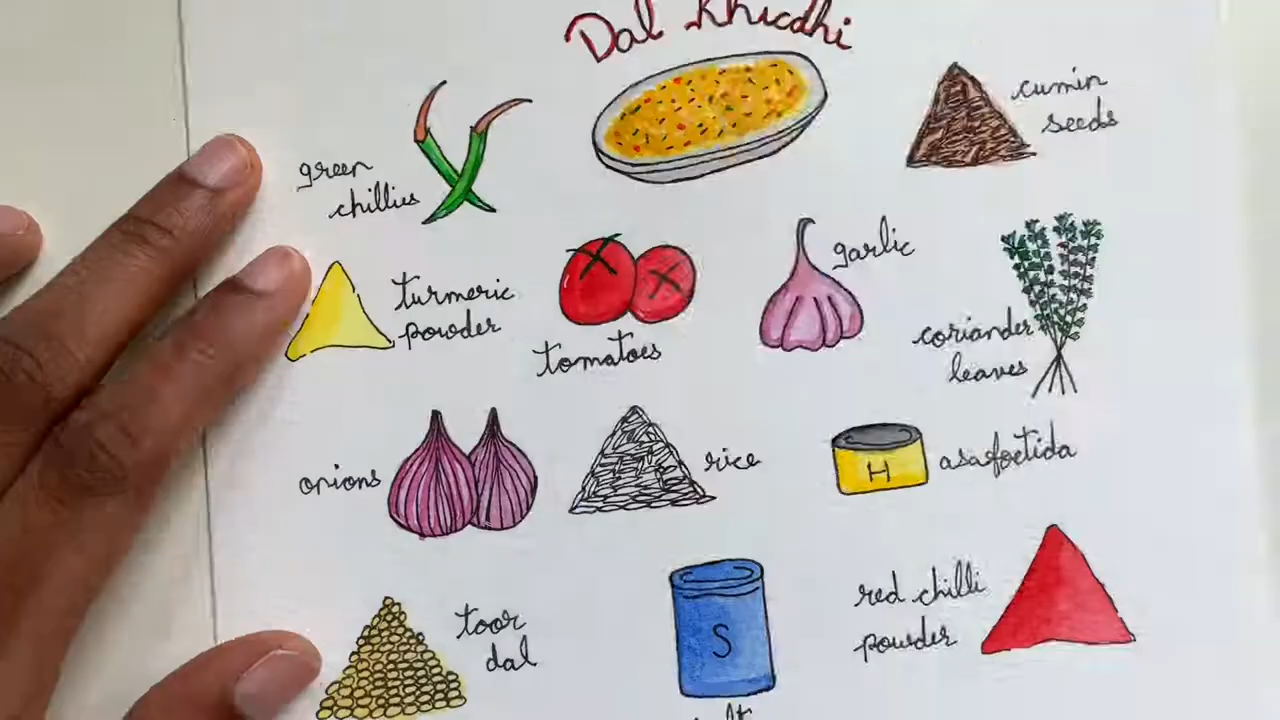 Dal Khicdhi
cumin
seeds
green
chillies
garlic
turmeric
powder
tomatoes
coriander
leaves
onions
rice
H
asafoetida
red chilli
powder
toor
dal
S